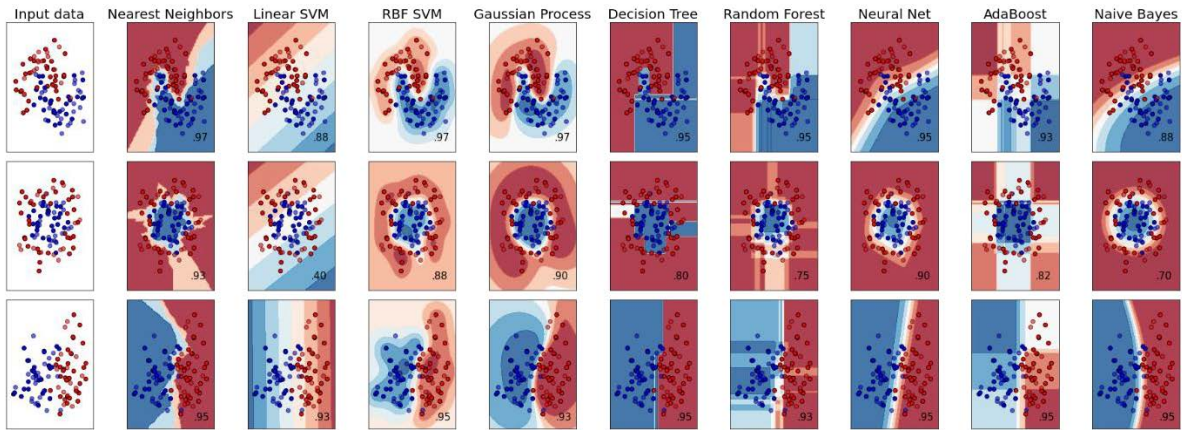 Input data Nearest Neighbors Linear SVM RBF SVM Gaussian Process Decision Tree Random Forest Neural Net AdaBoost Naive Bayes
.97 .88 .97 .97 .95 .95 .95 .93 .88
.93 .40 .88 .90 .80 .75 .90 .82 .70
.95 .93 .95 .93 .95 .93 .95 .95 .95